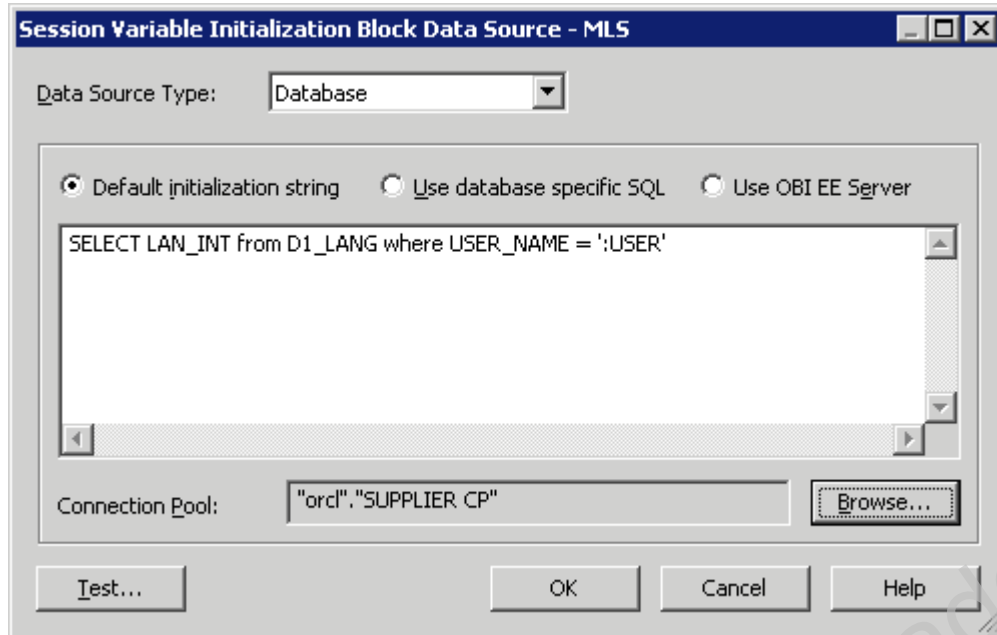 Session Variable Initialization Block Data Source - MLS
Data Source Type: Database
Default initialization string Use database specific SQL Use OBI EE Server
SELECT LAN_INT from D1_LANG where USER_NAME = ':USER'
Connection Pool: "orcl"."SUPPLIER CP" Browse...
Test... OK Cancel Help